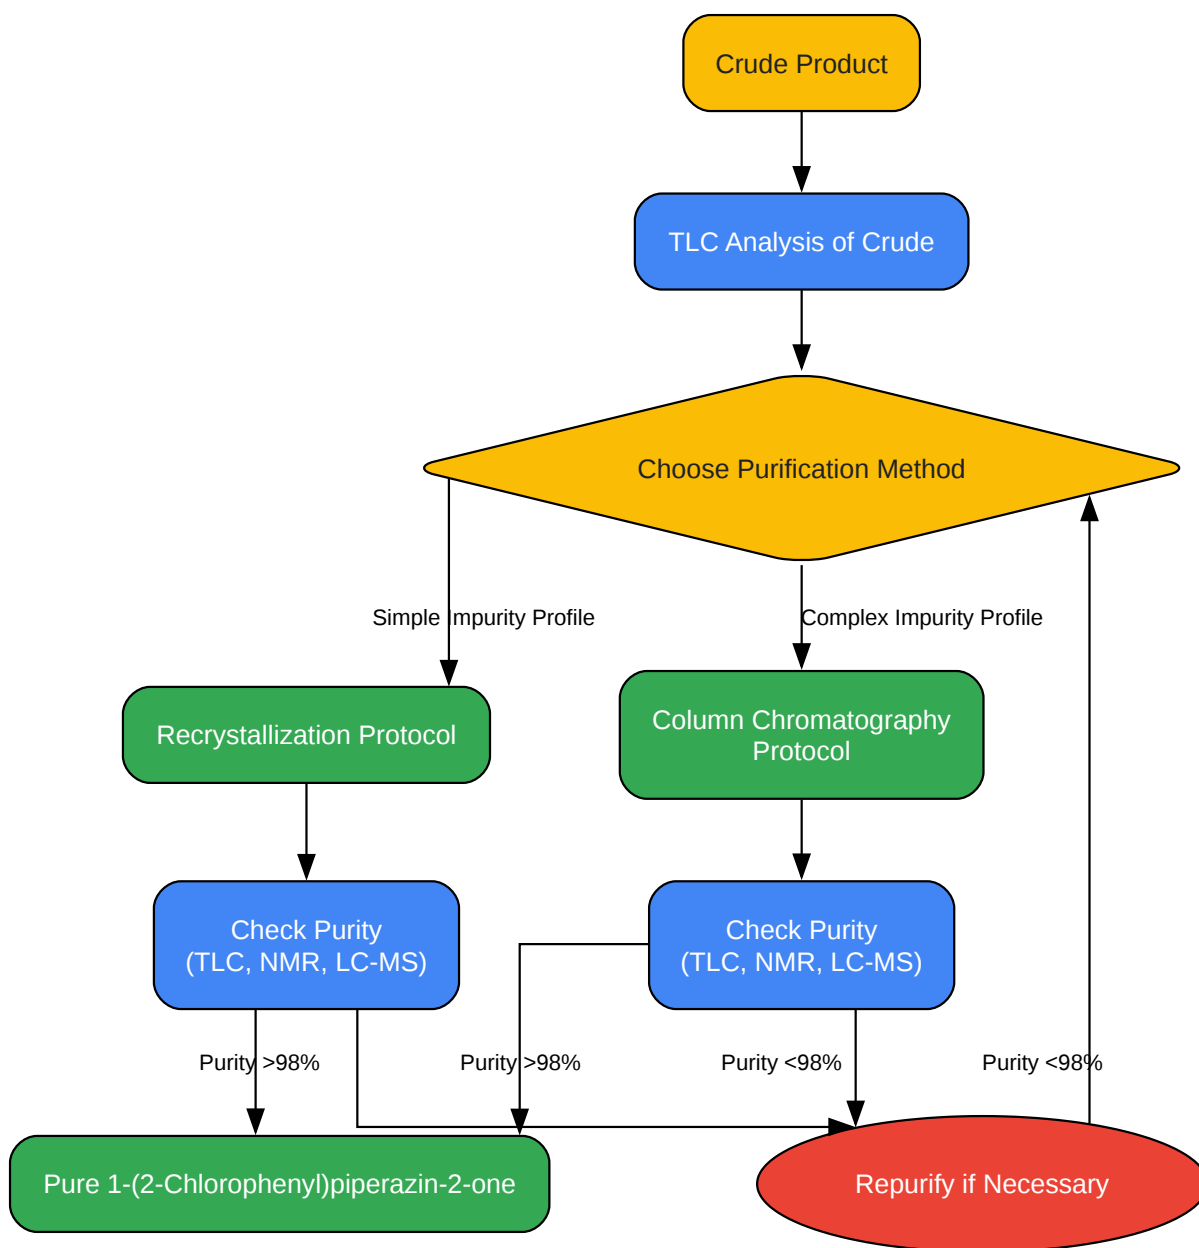 Crude Product
TLC Analysis of Crude
Choose Purification Method
Simple Impurity Profile
Complex Impurity Profile
Recrystallization Protocol
Column Chromatography
Protocol
Check Purity
(TLC, NMR, LC-MS)
Check Purity
(TLC, NMR, LC-MS)
Purity >98%
Purity >98%
Purity <98%
Purity <98%
Pure 1-(2-Chlorophenyl)piperazin-2-one
Repurify if Necessary